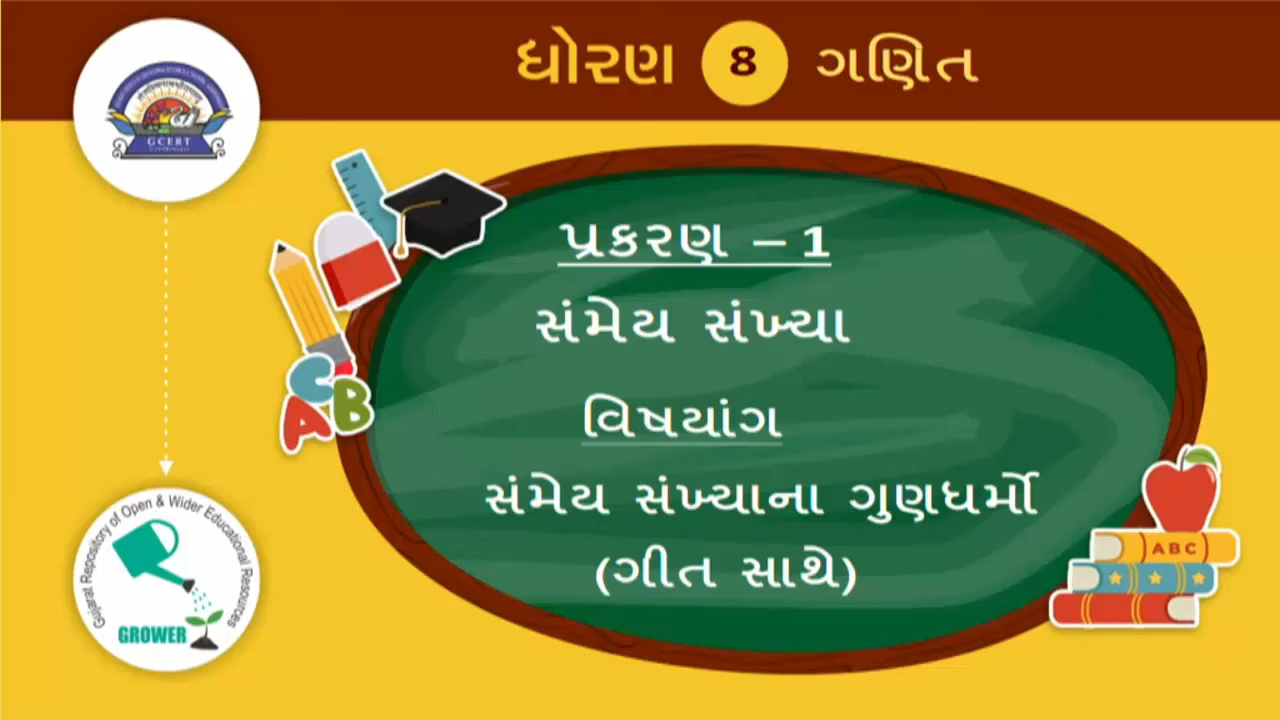 ધોરણ 8 ગણિત
GCERT
પ્રકરણ – 1
સંમેય સંખ્યા
વિષયાંગ
સંમેય સંખ્યાના ગુણધર્મો
(ગીત સાથે)
C
A B
ABC
Gujarat Repository of Open & Wider Educational Resources
GROWER